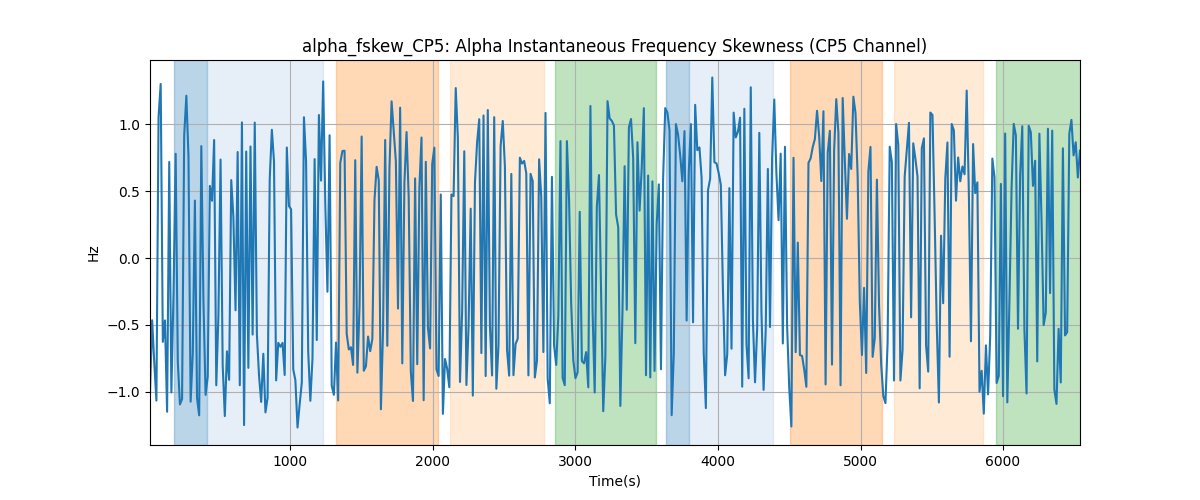 alpha_fskew_CP5: Alpha Instantaneous Frequency Skewness (CP5 Channel)
1.0
0.5
0.0
−0.5
−1.0
Hz
1000 2000 3000 4000 5000 6000
Time(s)